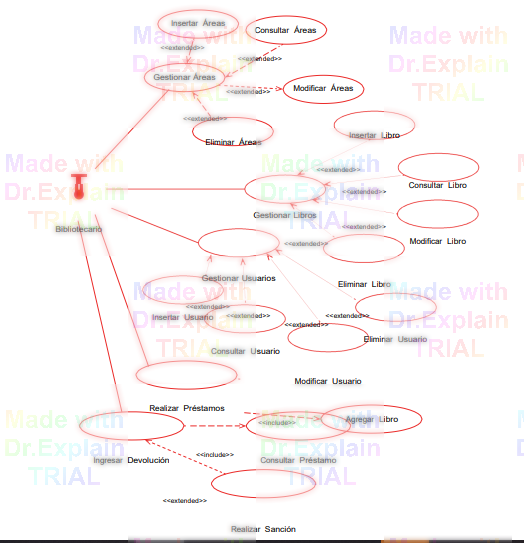 Insertar Áreas
Consultar Áreas
<<extended>>
<<extended>>
Gestionar Áreas
<<extended>>
Modificar Áreas
<<extended>>
Eliminar Áreas
Insertar Libro
<<extended>>
Consultar Libro
<<extended>>
Gestionar Libros
<<extended>>
Bibliotecario
<<extended>>
Modificar Libro
Gestionar Usuarios
Eliminar Libro
<<extended>>
Insertar Usuario
<<extended>>
<<extended>>
<<extended>>
Eliminar Usuario
Consultar Usuario
Modificar Usuario
Realizar Préstamos
<<include>>
Agregar Libro
Ingresar Devolución
<<include>>
Consultar Préstamo
<<extended>>
Realizar Sanción
Made with
Dr.Explain
TRIAL
Made with
Dr.Explain
TRIAL
Made with
Dr.Explain
TRIAL
Made with
Dr.Explain
TRIAL
Made with
Dr.Explain
TRIAL
Made with
Dr.Explain
TRIAL
Made with
Dr.Explain
TRIAL
Made with
Dr.Explain
TRIAL